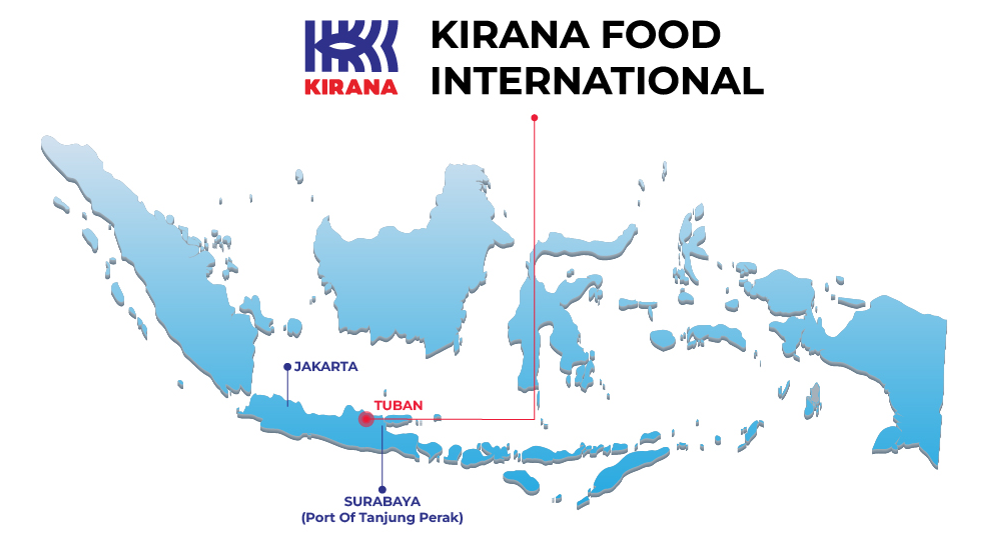 KIRANA
KIRANA FOOD
INTERNATIONAL
JAKARTA
TUBAN
SURABAYA
(Port Of Tanjung Perak)